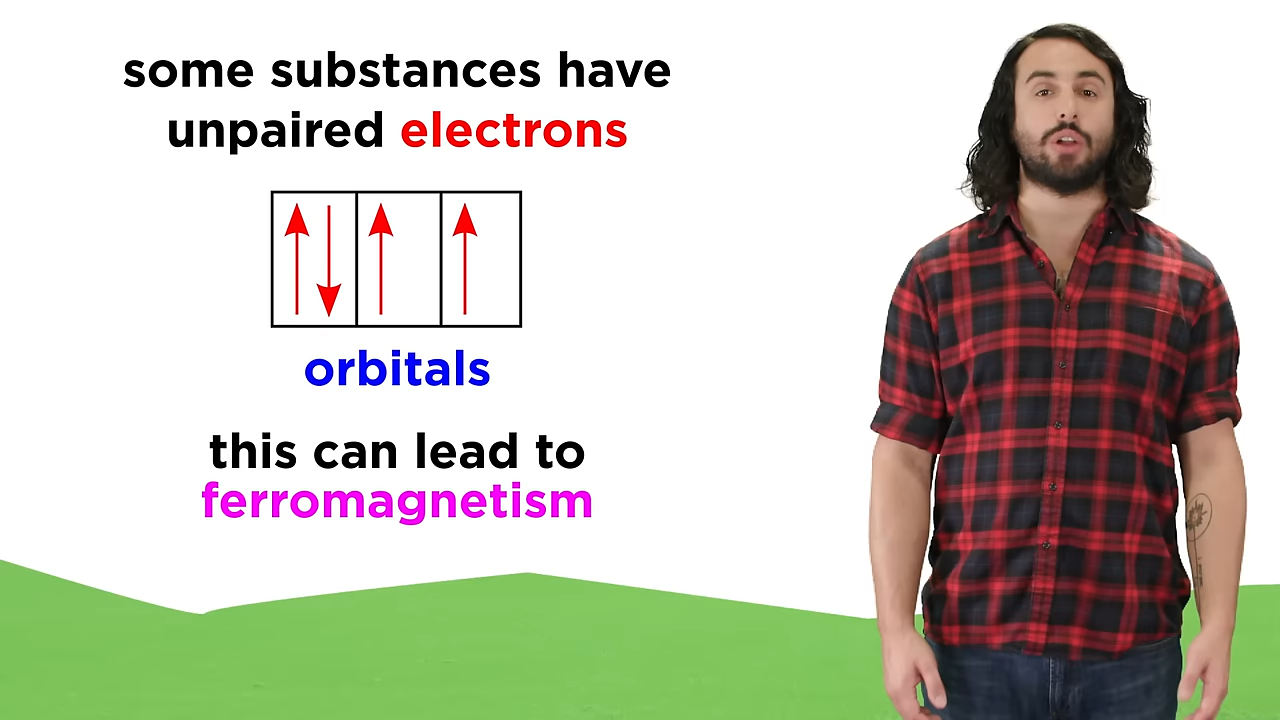 some substances have
unpaired electrons
orbitals
this can lead to
ferromagnetism